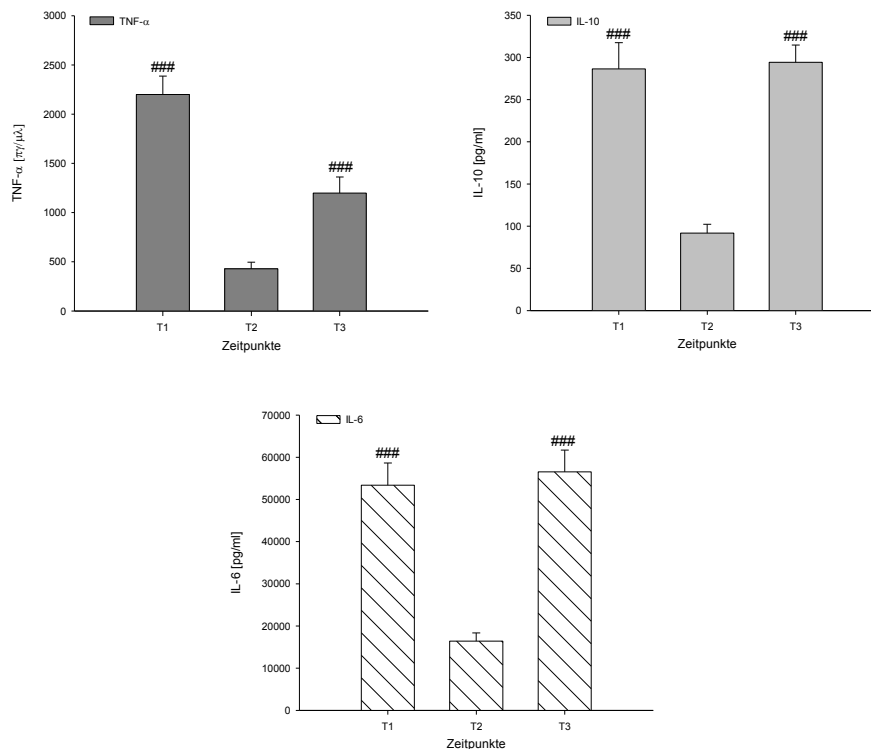 TNF-α
3000
2500
2000
1500
1000
500
0
TNF-α [πγ/μλ]
###
###
T1
T2
T3
Zeitpunkte
IL-10
350
300
250
200
150
100
50
0
IL-10 [pg/ml]
###
###
T1
T2
T3
Zeitpunkte
IL-6
70000
60000
50000
40000
30000
20000
10000
0
IL-6 [pg/ml]
###
###
T1
T2
T3
Zeitpunkte